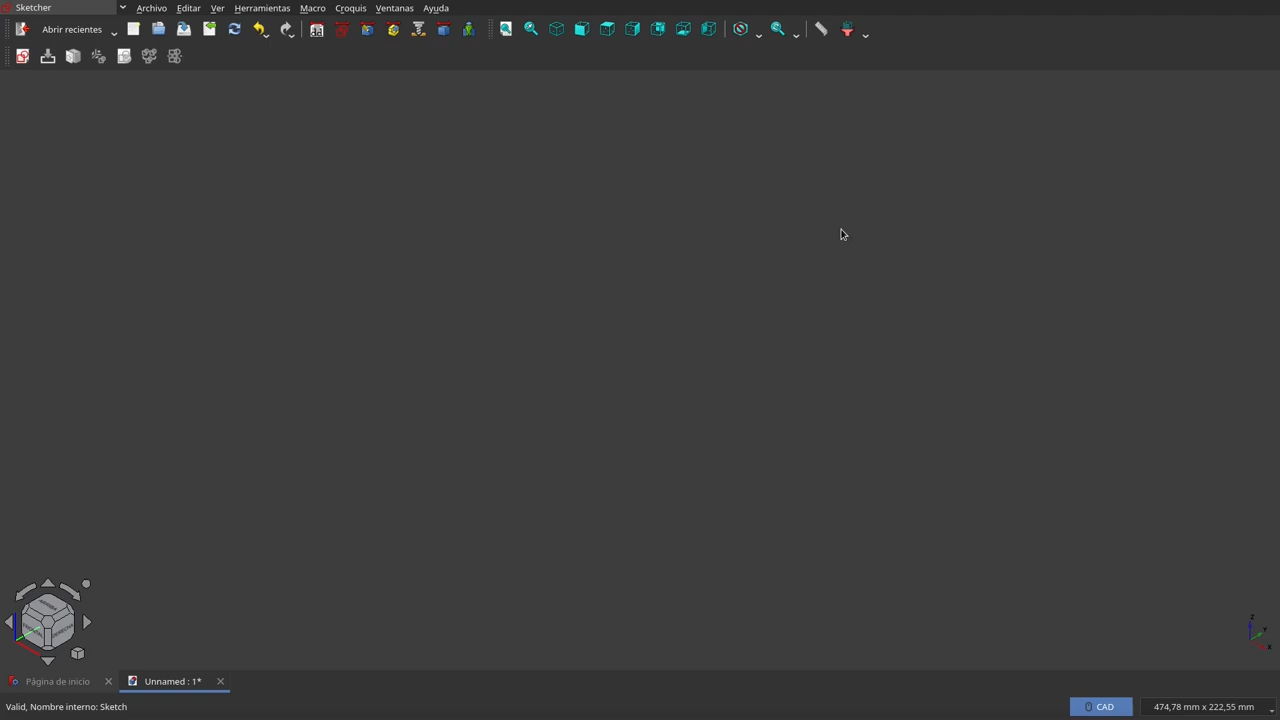 Sketcher
Archivo Editar Ver Herramientas Macro Croquis Ventanas Ayuda
Abrir recientes
Z
Y
X
Página de inicio
Unnamed : 1*
Valid, Nombre interno: Sketch
CAD
474,78 mm x 222,55 mm